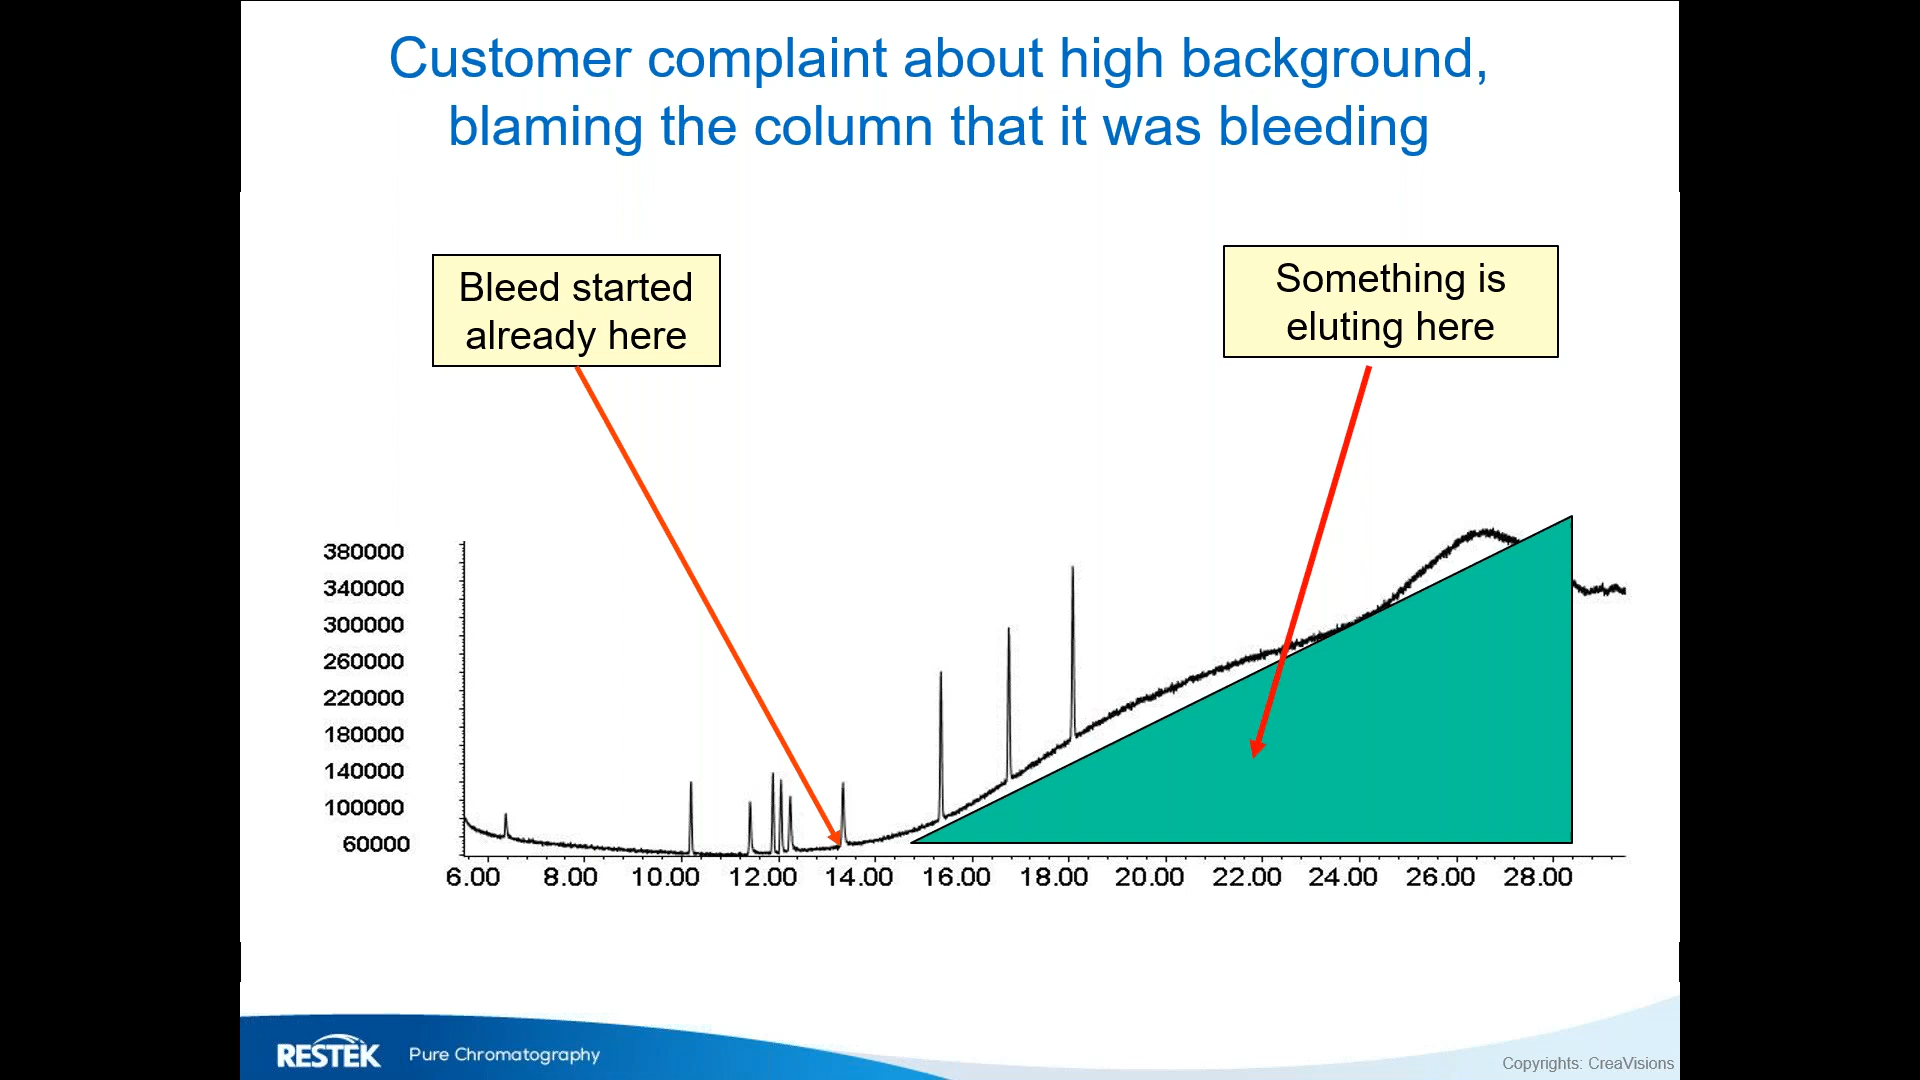 Customer complaint about high background,
blaming the column that it was bleeding
Bleed started
already here
Something is
eluting here
380000
340000
300000
260000
220000
180000
140000
100000
60000
6.00 8.00 10.00 12.00 14.00 16.00 18.00 20.00 22.00 24.00 26.00 28.00
RESTEK Pure Chromatography
Copyrights: CreaVisions